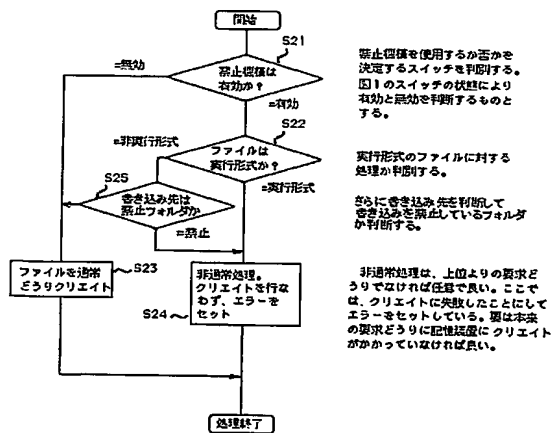 開始
S21
禁止機構は
有効か?
=無効
=有効
禁止機構を使用するか否かを
決定するスイッチを判別する。
図1のスイッチの状態により
有効と無効を判断するものと
する。
S22
ファイルは
実行形式か?
=非実行形式
=実行形式
実行形式のファイルに対する
処理か判別する。
S25
書き込み先は
禁止フォルダか
=禁止
さらに書き込み先を判断して
書き込みを禁止しているフォルダ
か判断する。
S23
ファイルを通常
どうりクリエイト
非通常処理。
クリエイトを行な
わず、エラーを
セット
S24
非通常処理は、上位よりの要求ど
うりでなければ任意で良い。ここで
は、クリエイトに失敗したことにして
エラーをセットしている。要は本来
の要求どうりに記憶装置にクリエイト
がかかっていなければ良い。
処理終了